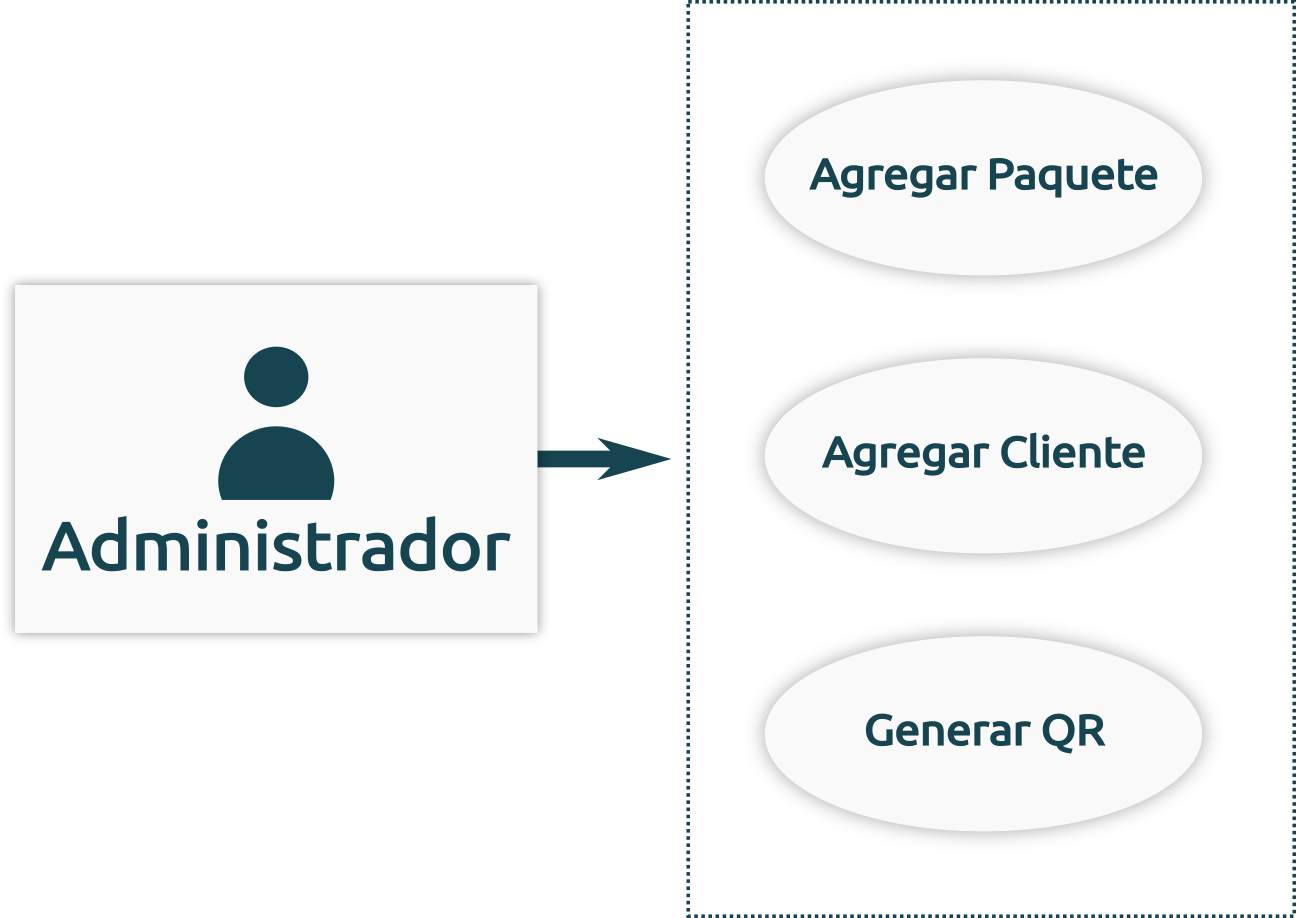 Agregar Paquete
Agregar Cliente
Administrador
Generar QR